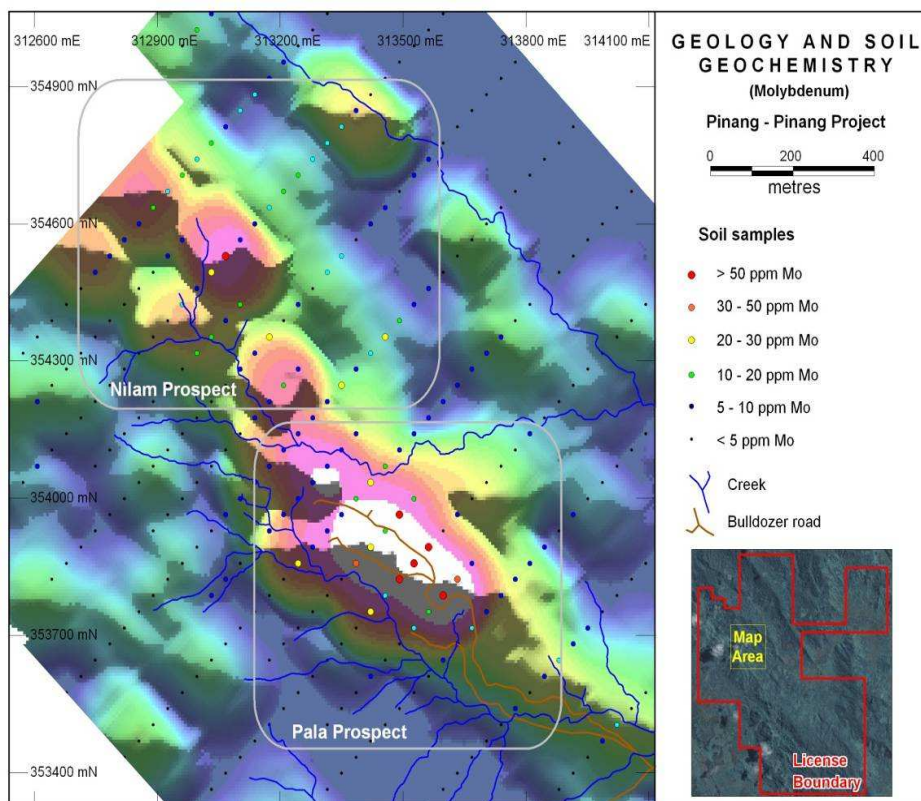 312600 mE 312900 mE 313200 mE 313500 mE 313800 mE 314100 mE
354900 mN
354600 mN
354300 mN
354000 mN
353700 mN
353400 mN
Nilam Prospect
Pala Prospect
GEOLOGY AND SOIL
GEOCHEMISTRY
(Molybdenum)
Pinang - Pinang Project
0 200 400
metres
Soil samples
> 50 ppm Mo
30 - 50 ppm Mo
20 - 30 ppm Mo
10 - 20 ppm Mo
5 - 10 ppm Mo
< 5 ppm Mo
Creek
Bulldozer road
Map
Area
License
Boundary